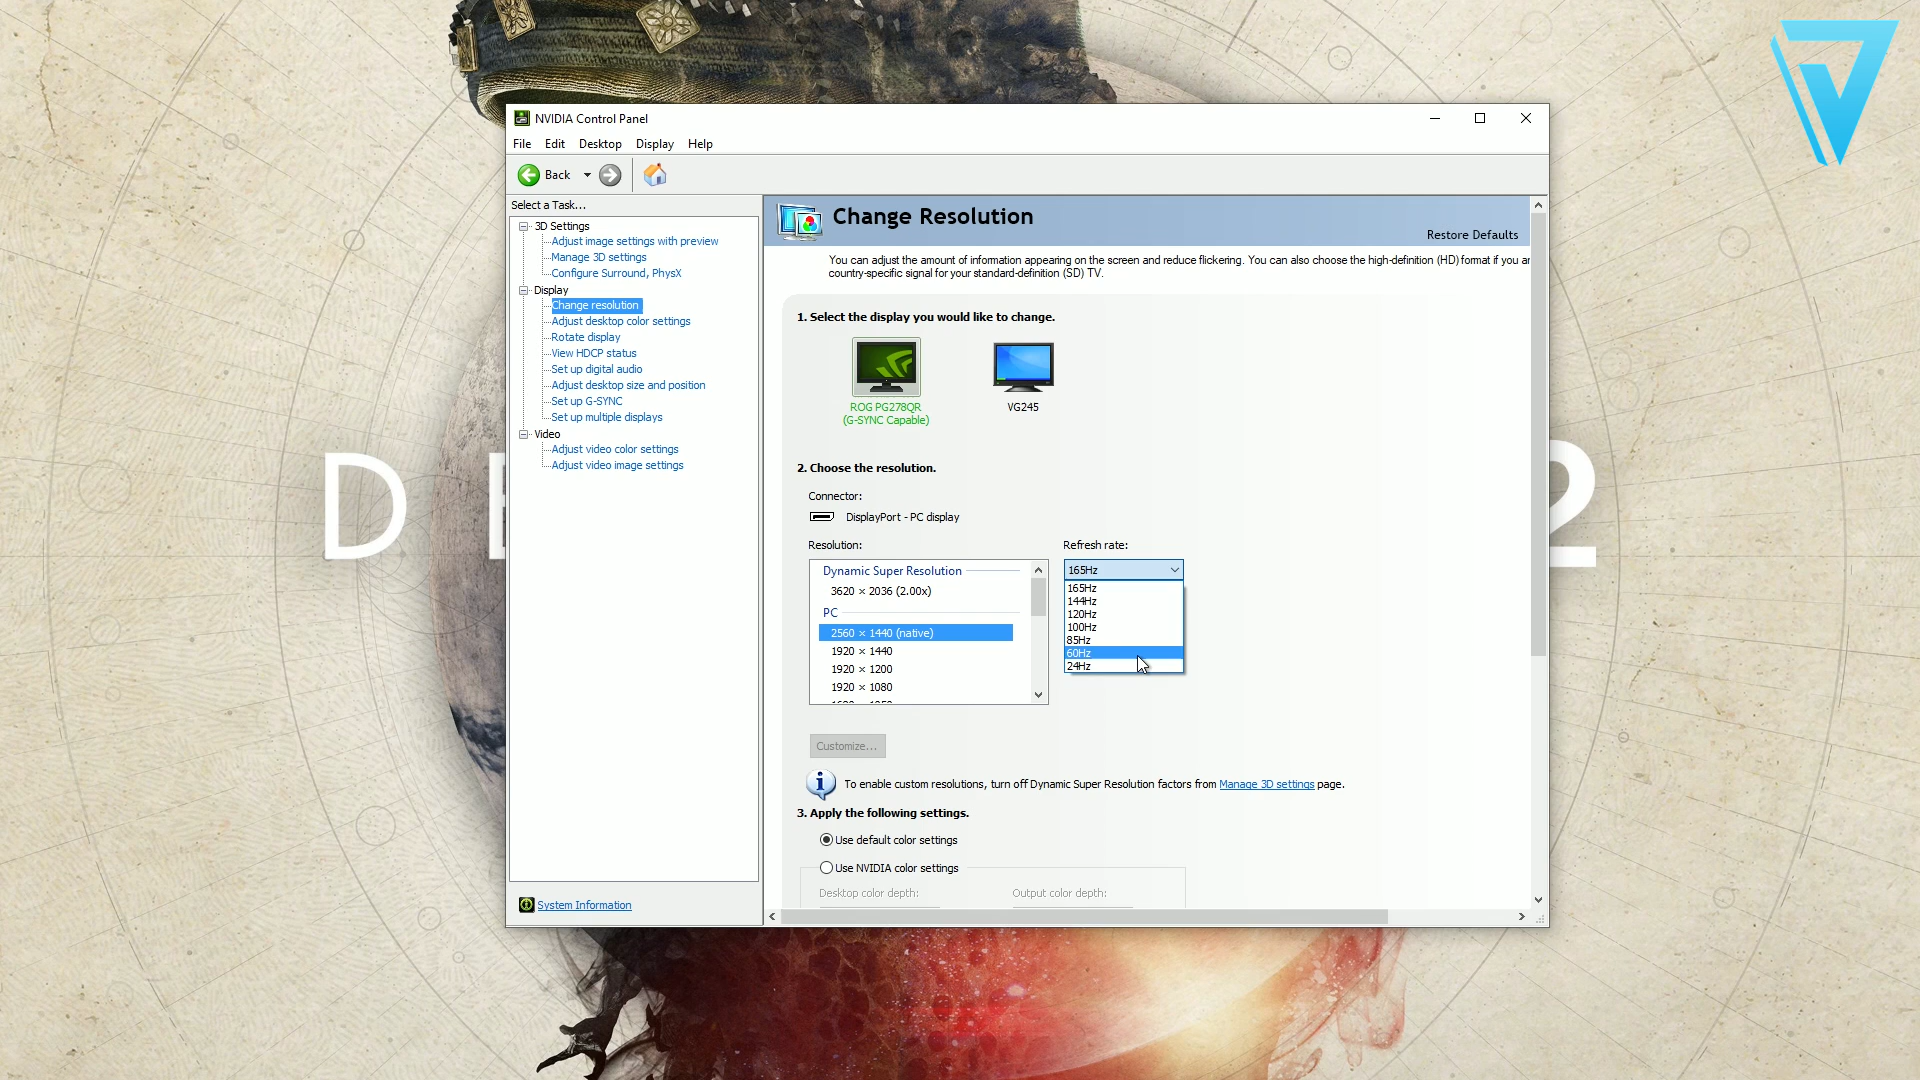 NVIDIA Control Panel
File Edit Desktop Display Help
Back
Select a Task...
3D Settings
Adjust image settings with preview
Manage 3D settings
Configure Surround, PhysX
Display
Change resolution
Adjust desktop color settings
Rotate display
View HDCP status
Set up digital audio
Adjust desktop size and position
Set up G-SYNC
Set up multiple displays
Video
Adjust video color settings
Adjust video image settings
System Information
Change Resolution
Restore Defaults
You can adjust the amount of information appearing on the screen and reduce flickering. You can also choose the high-definition (HD) format if you ar
country-specific signal for your standard-definition (SD) TV.
1. Select the display you would like to change.
ROG PG278QR
(G-SYNC Capable)
VG245
2. Choose the resolution.
Connector:
DisplayPort - PC display
Resolution:
Dynamic Super Resolution
3620 × 2036 (2.00x)
PC
2560 × 1440 (native)
1920 × 1440
1920 × 1200
1920 × 1080
Refresh rate:
165Hz
165Hz
144Hz
120Hz
100Hz
85Hz
60Hz
24Hz
Customize...
To enable custom resolutions, turn off Dynamic Super Resolution factors from Manage 3D settings page.
3. Apply the following settings.
Use default color settings
Use NVIDIA color settings
Desktop color depth:
Output color depth:
D
2